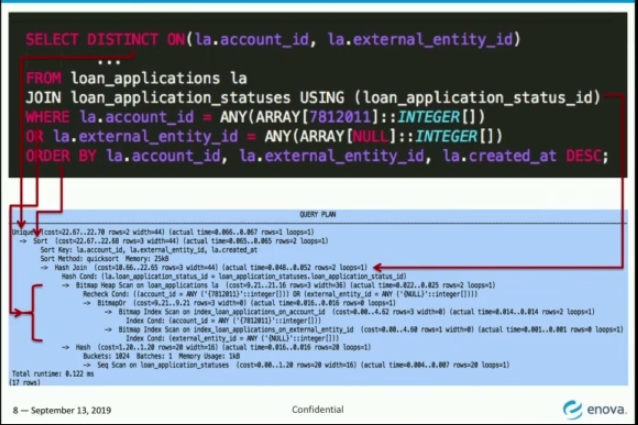 SELECT DISTINCT ON(la.account_id, la.external_entity_id)
...
FROM loan_applications la
JOIN loan_application_statuses USING (loan_application_status_id)
WHERE la.account_id = ANY(ARRAY[7812011]::INTEGER[])
OR la.external_entity_id = ANY(ARRAY[NULL]::INTEGER[])
ORDER BY la.account_id, la.external_entity_id, la.created_at DESC;
QUERY PLAN
Unique (cost=22.67..22.70 rows=2 width=44) (actual time=0.066..0.067 rows=1 loops=1)
-> Sort (cost=22.67..22.68 rows=3 width=44) (actual time=0.065..0.065 rows=2 loops=1)
Sort Key: la.account_id, la.external_entity_id, la.created_at
Sort Method: quicksort Memory: 25kB
-> Hash Join (cost=10.66..22.65 rows=3 width=44) (actual time=0.048..0.052 rows=2 loops=1)
Hash Cond: (la.loan_application_status_id = loan_application_statuses.loan_application_status_id)
-> Bitmap Heap Scan on loan_applications la (cost=9.21..21.16 rows=3 width=36) (actual time=0.022..0.025 rows=2 loops=1)
Recheck Cond: ((account_id = ANY ('{7812011}'::integer[])) OR (external_entity_id = ANY ('{NULL}'::integer[])))
-> BitmapOr (cost=9.21..9.21 rows=3 width=0) (actual time=0.016..0.016 rows=0 loops=1)
-> Bitmap Index Scan on index_loan_applications_on_account_id (cost=0.00..4.62 rows=3 width=0) (actual time=0.014..0.014 rows=2 loops=1)
Index Cond: (account_id = ANY ('{7812011}'::integer[]))
-> Bitmap Index Scan on index_loan_applications_on_external_entity_id (cost=0.00..4.60 rows=1 width=0) (actual time=0.001..0.001 rows=0 loops=1)
Index Cond: (external_entity_id = ANY ('{NULL}'::integer[]))
-> Hash (cost=1.20..1.20 rows=20 width=16) (actual time=0.016..0.016 rows=20 loops=1)
Buckets: 1024 Batches: 1 Memory Usage: 1kB
-> Seq Scan on loan_application_statuses (cost=0.00..1.20 rows=20 width=16) (actual time=0.004..0.007 rows=20 loops=1)
Total runtime: 0.122 ms
(17 rows)
8 — September 13, 2019
Confidential
enova.